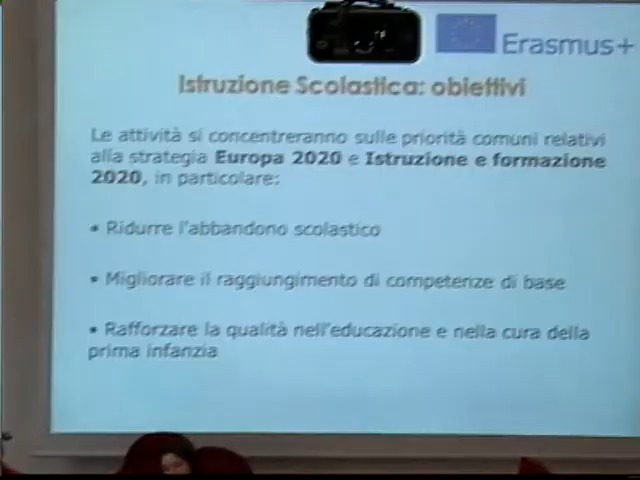 Erasmus+
Istruzione Scolastica: obiettivi
Le attività si concentreranno sulle priorità comuni relativi
alla strategia Europa 2020 e Istruzione e formazione
2020, in particolare:
• Ridurre l'abbandono scolastico
• Migliorare il raggiungimento di competenze di base
• Rafforzare la qualità nell'educazione e nella cura della
prima infanzia